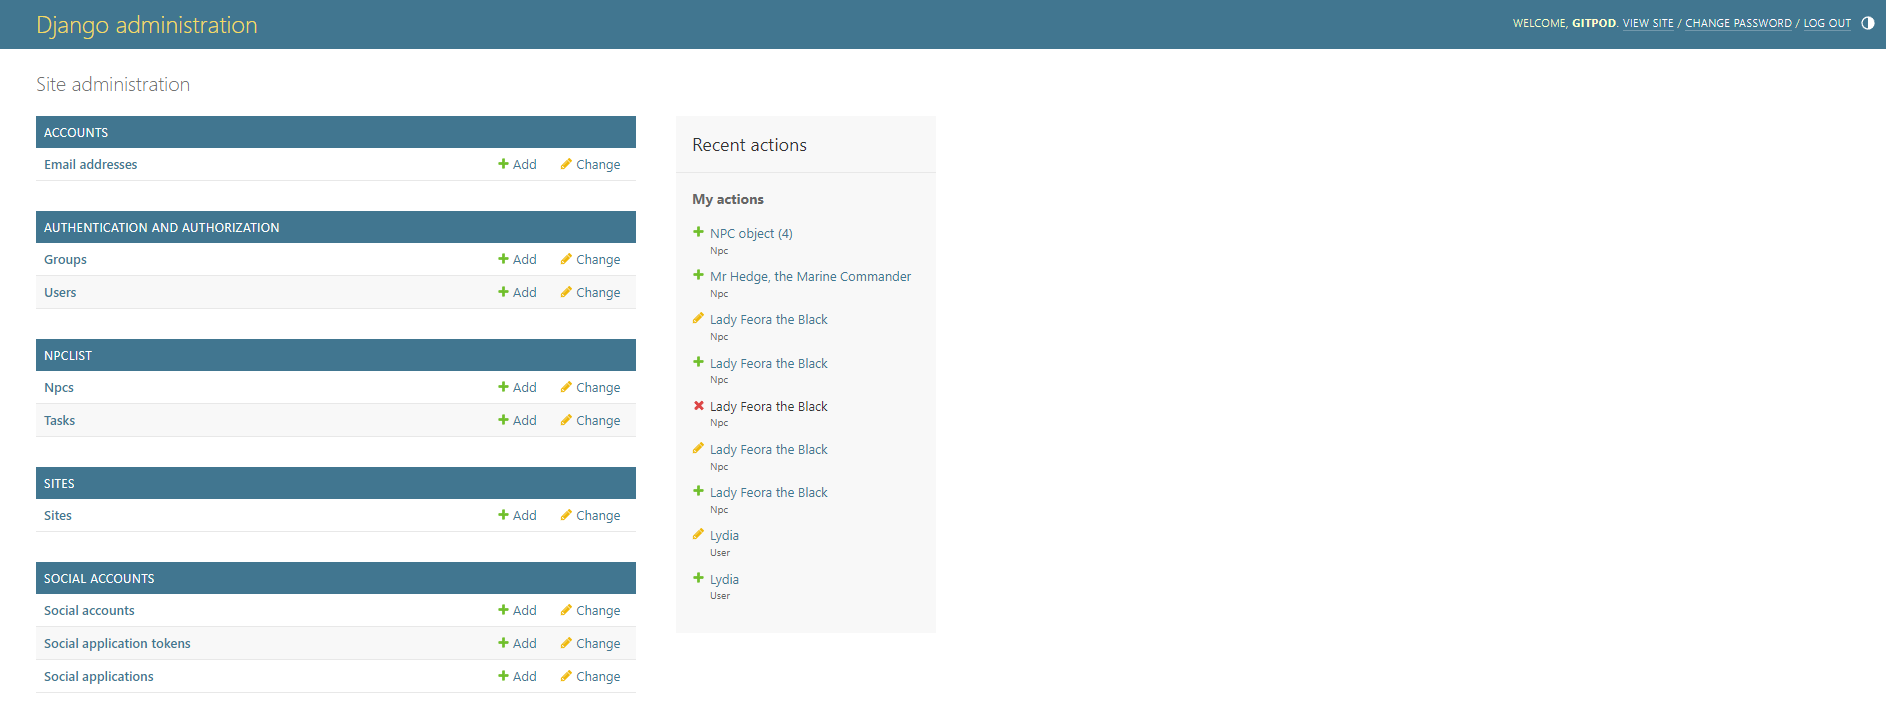 Django administration
WELCOME, GITPOD. VIEW SITE / CHANGE PASSWORD / LOG OUT
Site administration
ACCOUNTS
Email addresses Add Change
AUTHENTICATION AND AUTHORIZATION
Groups Add Change
Users Add Change
NPCLIST
Npcs Add Change
Tasks Add Change
SITES
Sites Add Change
SOCIAL ACCOUNTS
Social accounts Add Change
Social application tokens Add Change
Social applications Add Change
Recent actions
My actions
NPC object (4)
Npc
Mr Hedge, the Marine Commander
Npc
Lady Feora the Black
Npc
Lady Feora the Black
Npc
Lady Feora the Black
Npc
Lady Feora the Black
Npc
Lady Feora the Black
Npc
Lydia
User
Lydia
User